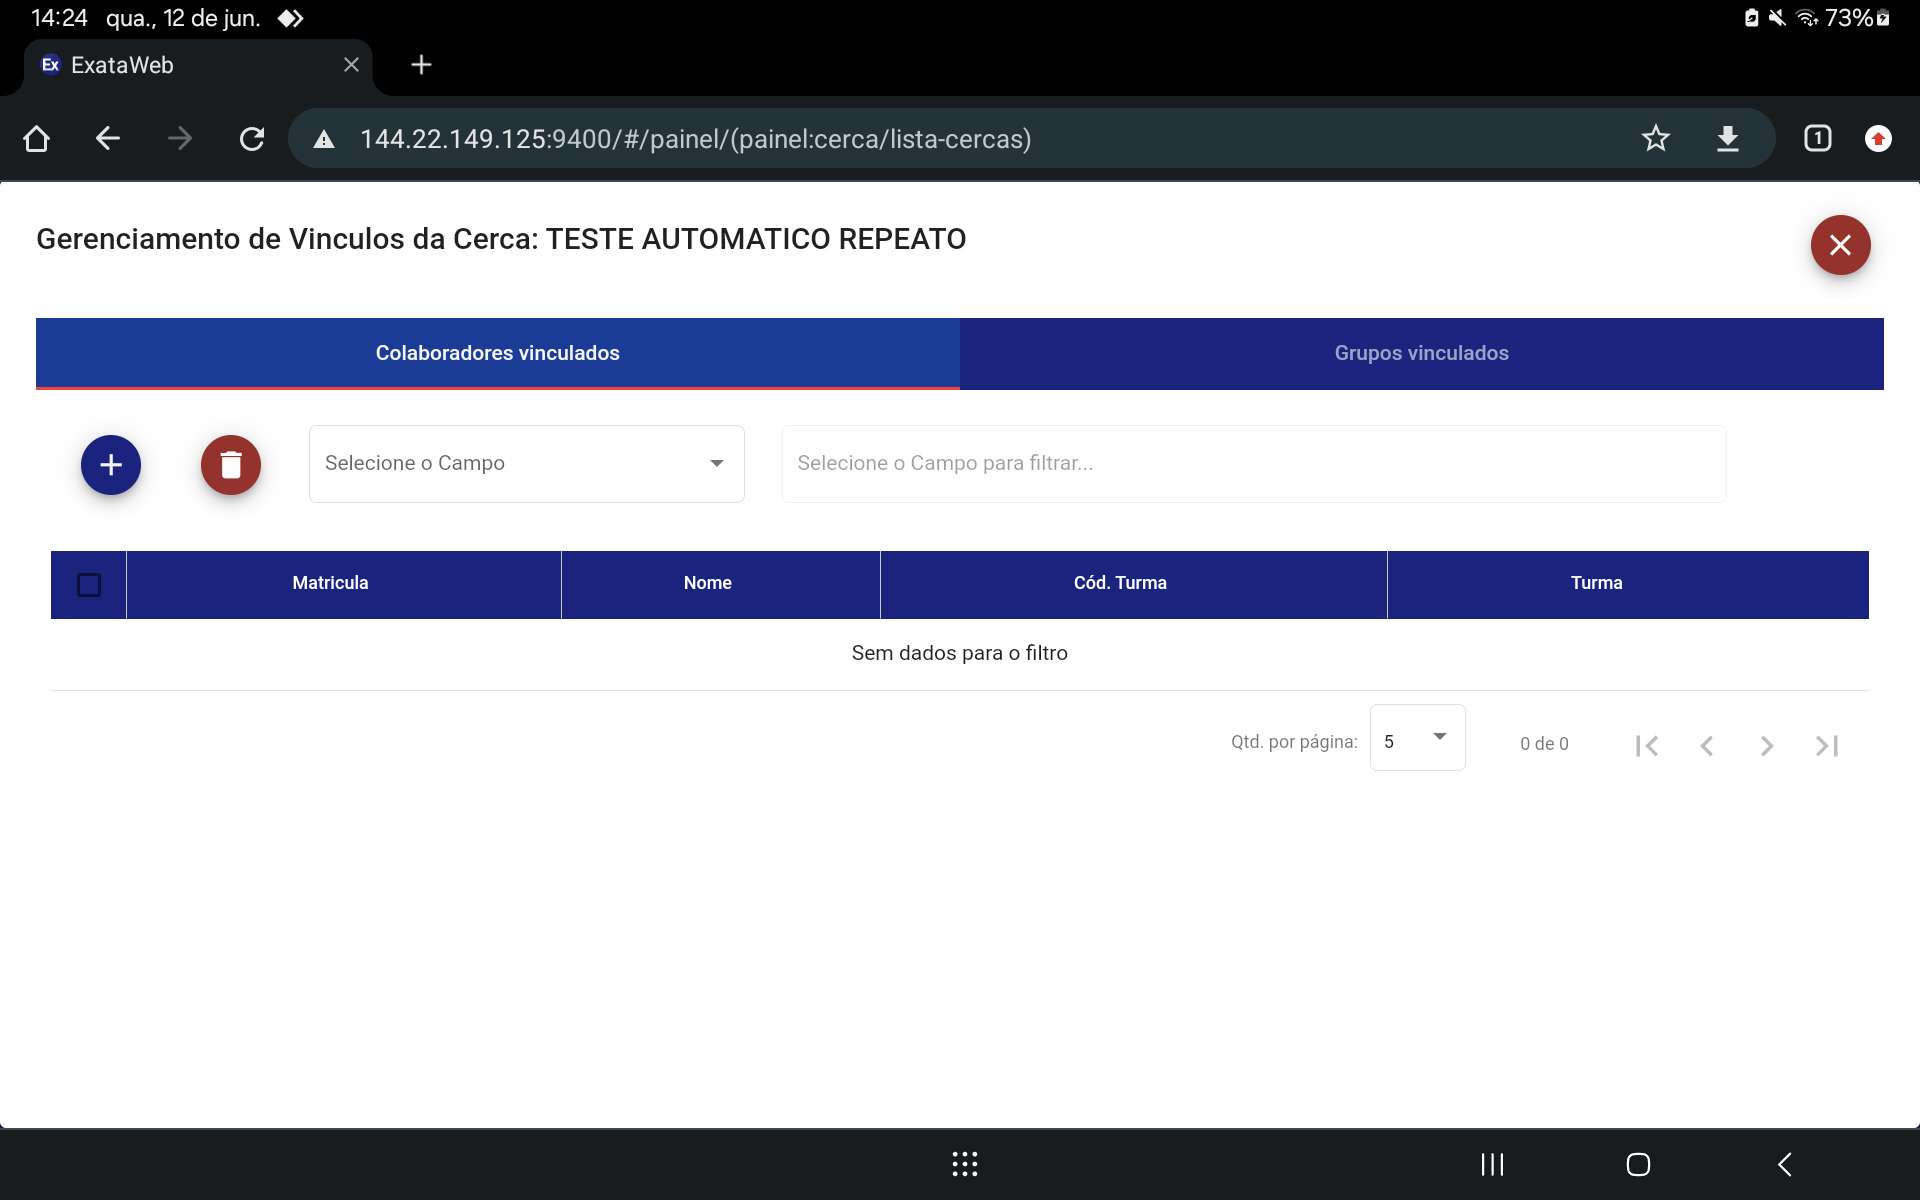 14:24 qua., 12 de jun. 73%
Ex ExataWeb
144.22.149.125:9400/#/painel/(painel:cerca/lista-cercas) 1
Gerenciamento de Vinculos da Cerca: TESTE AUTOMATICO REPEATO
Colaboradores vinculados Grupos vinculados
Selecione o Campo Selecione o Campo para filtrar...
Matricula Nome Cód. Turma Turma
Sem dados para o filtro
Qtd. por página: 5 0 de 0